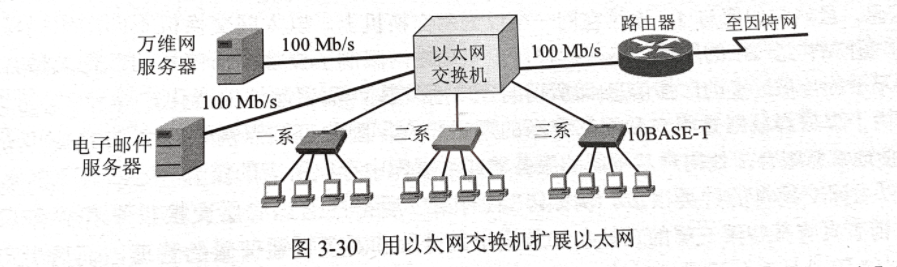 万维网
服务器
100 Mb/s
以太网
交换机
100 Mb/s
路由器
至因特网
100 Mb/s
电子邮件
服务器
一系
二系
三系
10BASE-T
图 3-30 用以太网交换机扩展以太网